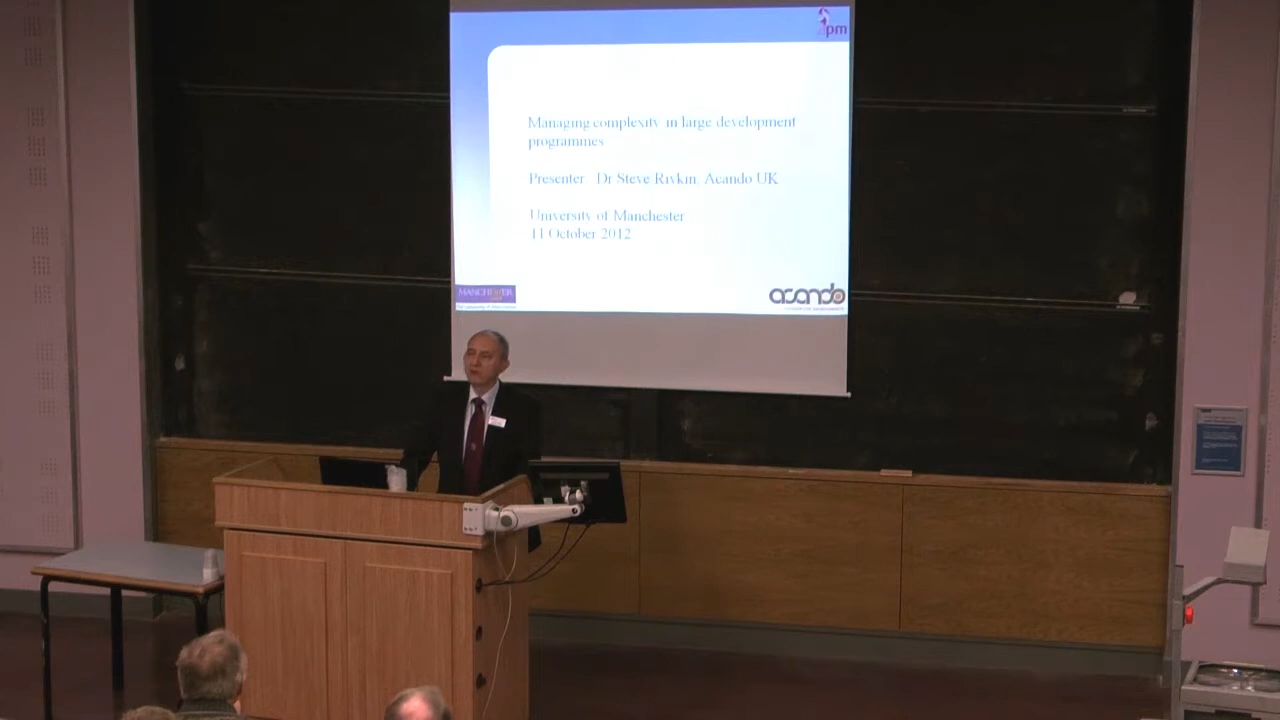 apm
Managing complexity in large development
programmes
Presenter Dr Steve Rivkin, Acando UK
University of Manchester
11 October 2012
MANCHESTER
acando